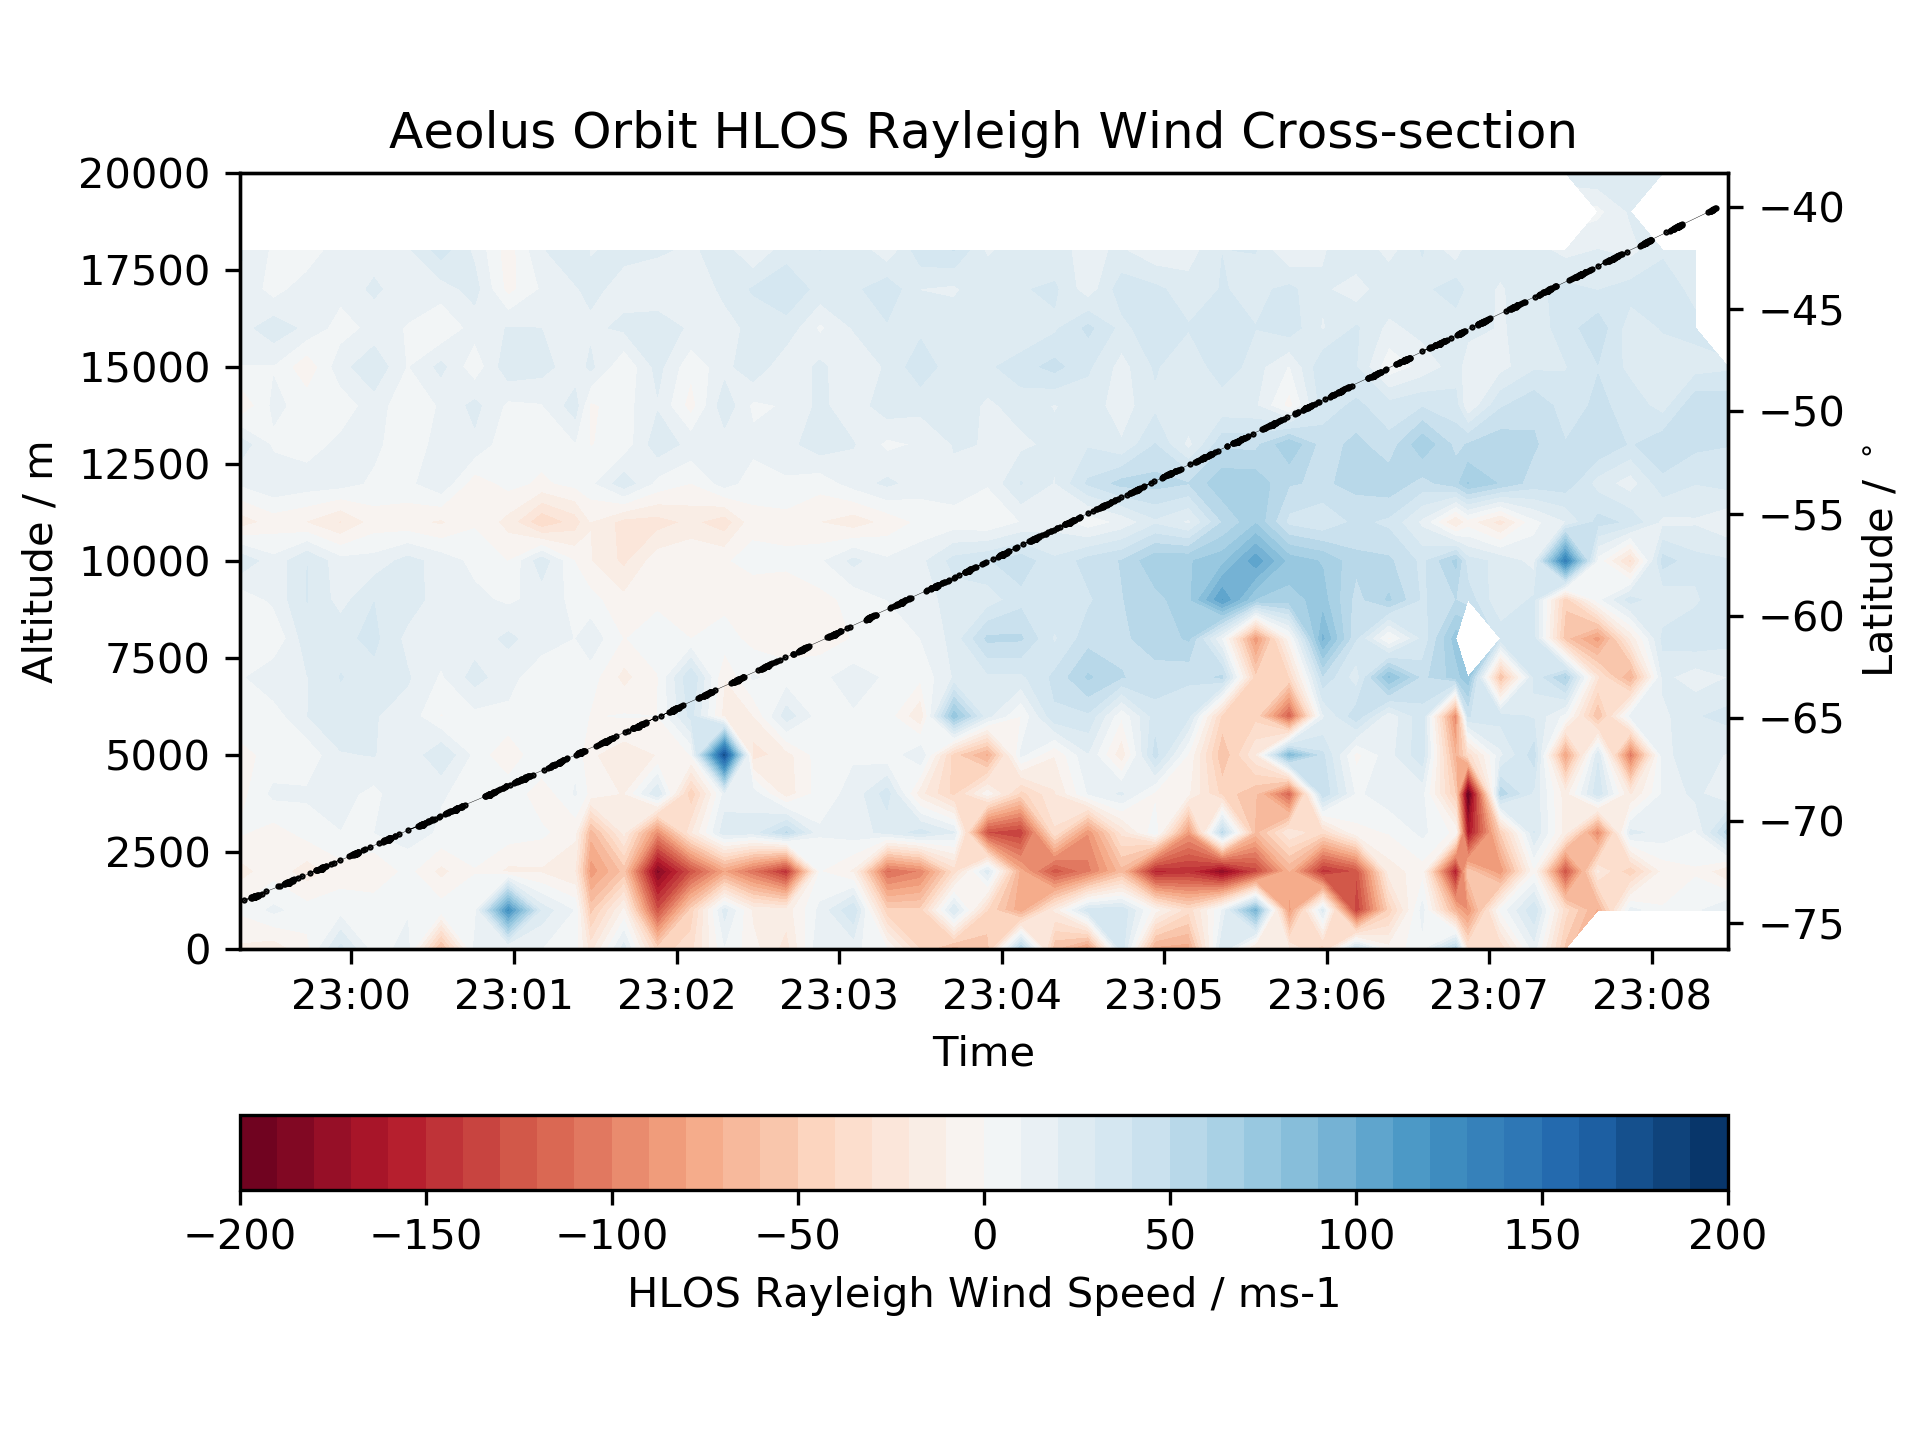 Aeolus Orbit HLOS Rayleigh Wind Cross-section
20000
17500
15000
12500
10000
7500
5000
2500
0
Altitude / m
−40
−45
−50
−55
−60
−65
−70
−75
Latitude / °
23:00 23:01 23:02 23:03 23:04 23:05 23:06 23:07 23:08
Time
−200 −150 −100 −50 0 50 100 150 200
HLOS Rayleigh Wind Speed / ms-1